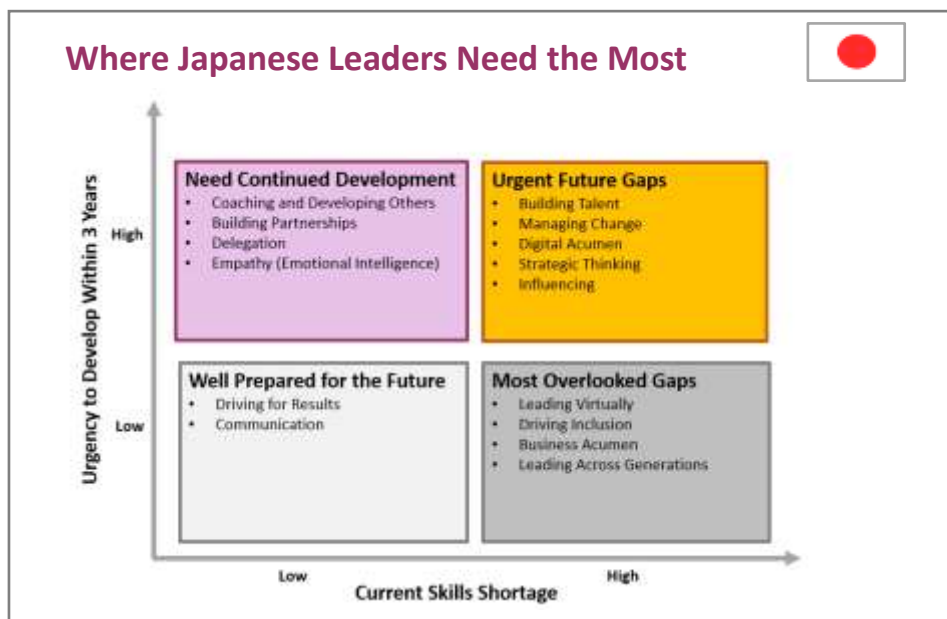 Where Japanese Leaders Need the Most
Urgency to Develop Within 3 Years
High
Low
Need Continued Development
• Coaching and Developing Others
• Building Partnerships
• Delegation
• Empathy (Emotional Intelligence)
Urgent Future Gaps
• Building Talent
• Managing Change
• Digital Acumen
• Strategic Thinking
• Influencing
Well Prepared for the Future
• Driving for Results
• Communication
Most Overlooked Gaps
• Leading Virtually
• Driving Inclusion
• Business Acumen
• Leading Across Generations
Low
High
Current Skills Shortage